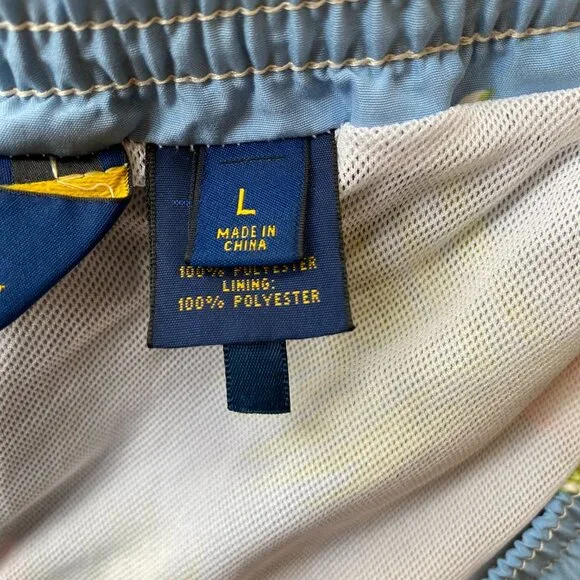 L
MADE IN
CHINA
100% POLYESTER
LINING:
100% POLYESTER